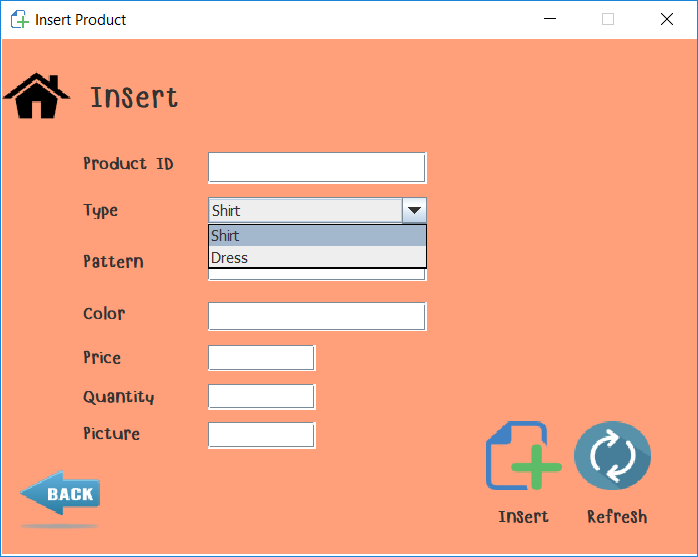 Insert Product
Insert
Product ID
Type
Shirt
Shirt
Dress
Pattern
Color
Price
Quantity
Picture
BACK
Insert
Refresh